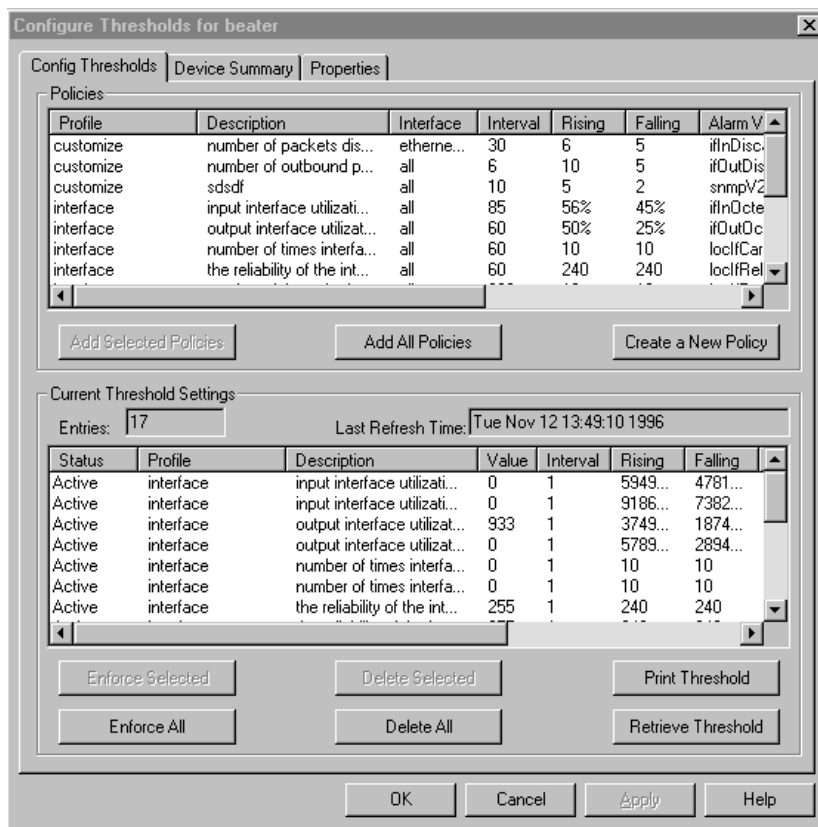 Configure Thresholds for beater
Config Thresholds Device Summary Properties
Policies
Profile Description Interface Interval Rising Falling Alarm V
customize number of packets dis... etherne... 30 6 5 ifInDisc
customize number of outbound p... all 6 10 5 ifOutDis
customize sdsdf all 10 5 2 snmpV2
interface input interface utilizati... all 85 56% 45% ifInOcte
interface output interface utilizat... all 60 50% 25% ifOutOc
interface number of times interfa... all 60 10 10 locIfCar
interface the reliability of the int... all 60 240 240 locIfRel
Add Selected Policies Add All Policies Create a New Policy
Current Threshold Settings
Entries: 17 Last Refresh Time: Tue Nov 12 13:49:10 1996
Status Profile Description Value Interval Rising Falling
Active interface input interface utilizati... 0 1 5949... 4781...
Active interface input interface utilizati... 0 1 9186... 7382...
Active interface output interface utilizat... 933 1 3749... 1874...
Active interface output interface utilizat... 0 1 5789... 2894...
Active interface number of times interfa... 0 1 10 10
Active interface number of times interfa... 0 1 10 10
Active interface the reliability of the int... 255 1 240 240
Enforce Selected Delete Selected Print Threshold
Enforce All Delete All Retrieve Threshold
OK Cancel Apply Help